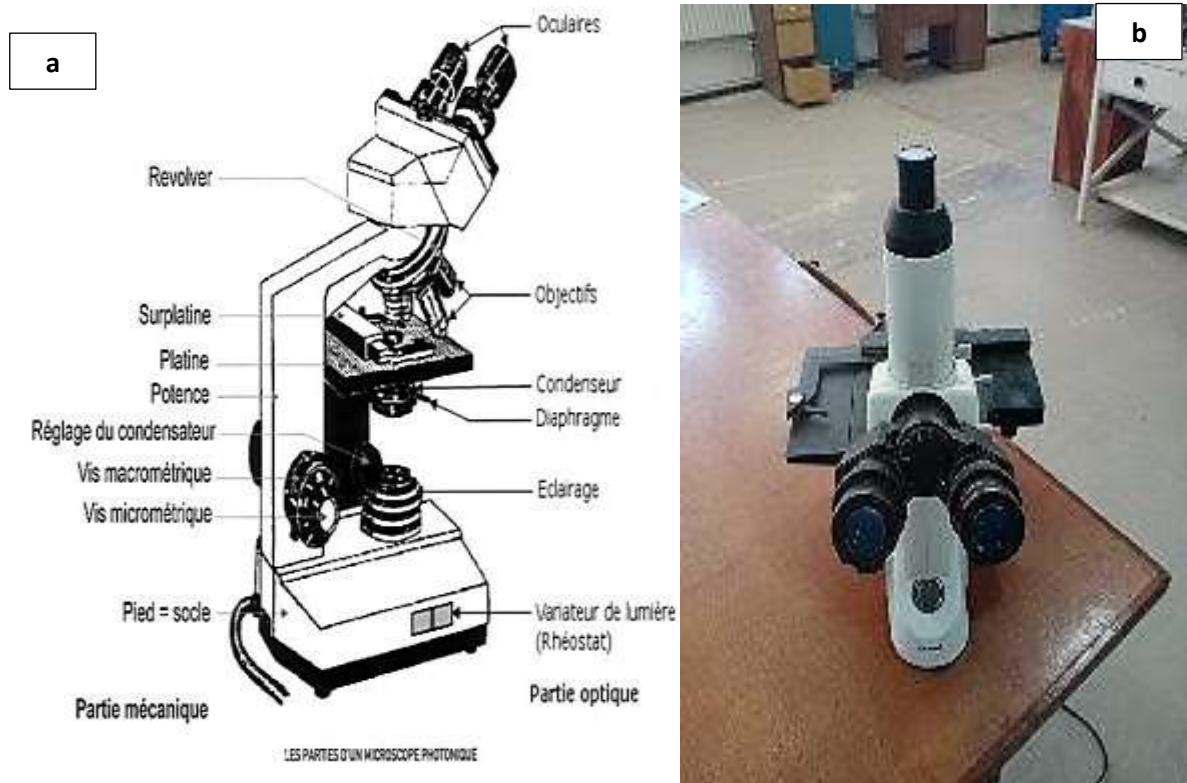 a
b
Oculaires
Revolver
Objectifs
Surplatine
Platine
Potence
Condenseur
Diaphragme
Réglage du condensateur
Vis macrométrique
Eclairage
Vis micrométrique
Pied = socle
Variateur de lumière
(Rhéostat)
Partie mécanique
Partie optique
LES PARTIES D'UN MICROSCOPE PHOTONIQUE